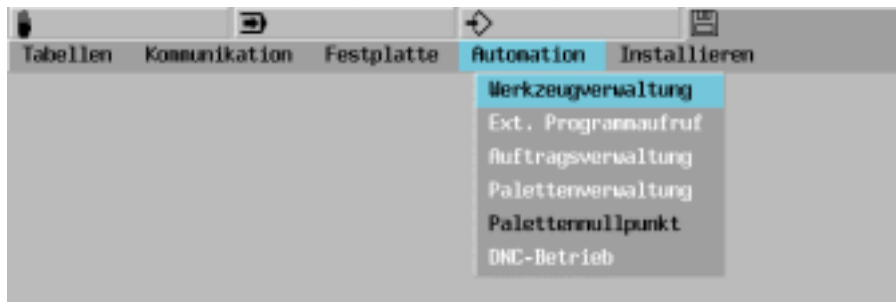 Tabellen Kommunikation Festplatte Automation Installieren
Werkzeugverwaltung
Ext. Programmaufruf
Auftragsverwaltung
Palettenverwaltung
Palettennullpunkt
DNC-Betrieb